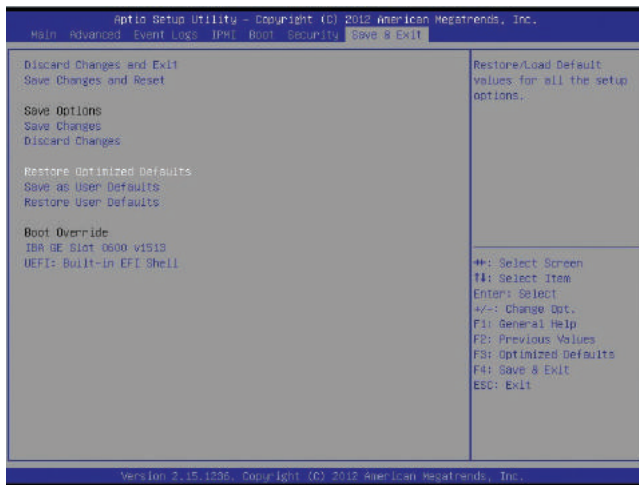 Aptio Setup Utility - Copyright (C) 2012 American Megatrends, Inc.
Main Advanced Event Logs IPMI Boot Security Save & Exit
Discard Changes and Exit
Save Changes and Reset
Save Options
Save Changes
Discard Changes
Restore Optimized Defaults
Save as User Defaults
Restore User Defaults
Boot Override
IBA GE Slot 0600 v1513
UEFI: Built-in EFI Shell
Restore/Load Default
values for all the setup
options.
→←: Select Screen
↑↓: Select Item
Enter: Select
+/-: Change Opt.
F1: General Help
F2: Previous Values
F3: Optimized Defaults
F4: Save & Exit
ESC: Exit
Version 2.15.1236. Copyright (C) 2012 American Megatrends, Inc.